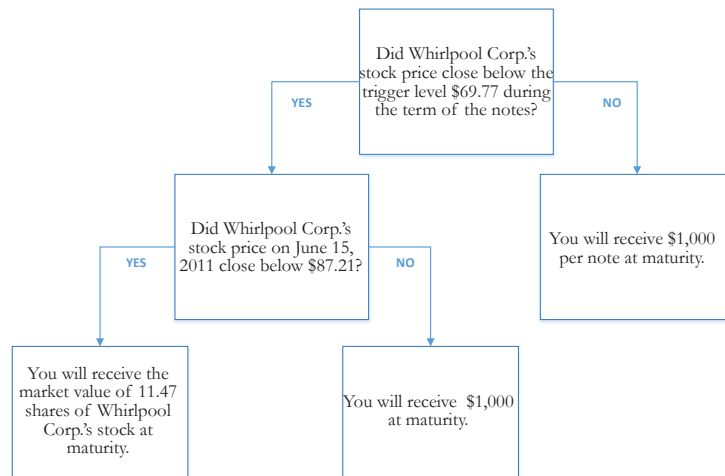 Did Whirlpool Corp.'s
stock price close below the
trigger level $69.77 during
the term of the notes?
YES
NO
Did Whirlpool Corp.'s
stock price on June 15,
2011 close below $87.21?
You will receive $1,000
per note at maturity.
YES
NO
You will receive the
market value of 11.47
shares of Whirlpool
Corp.'s stock at
maturity.
You will receive $1,000
at maturity.